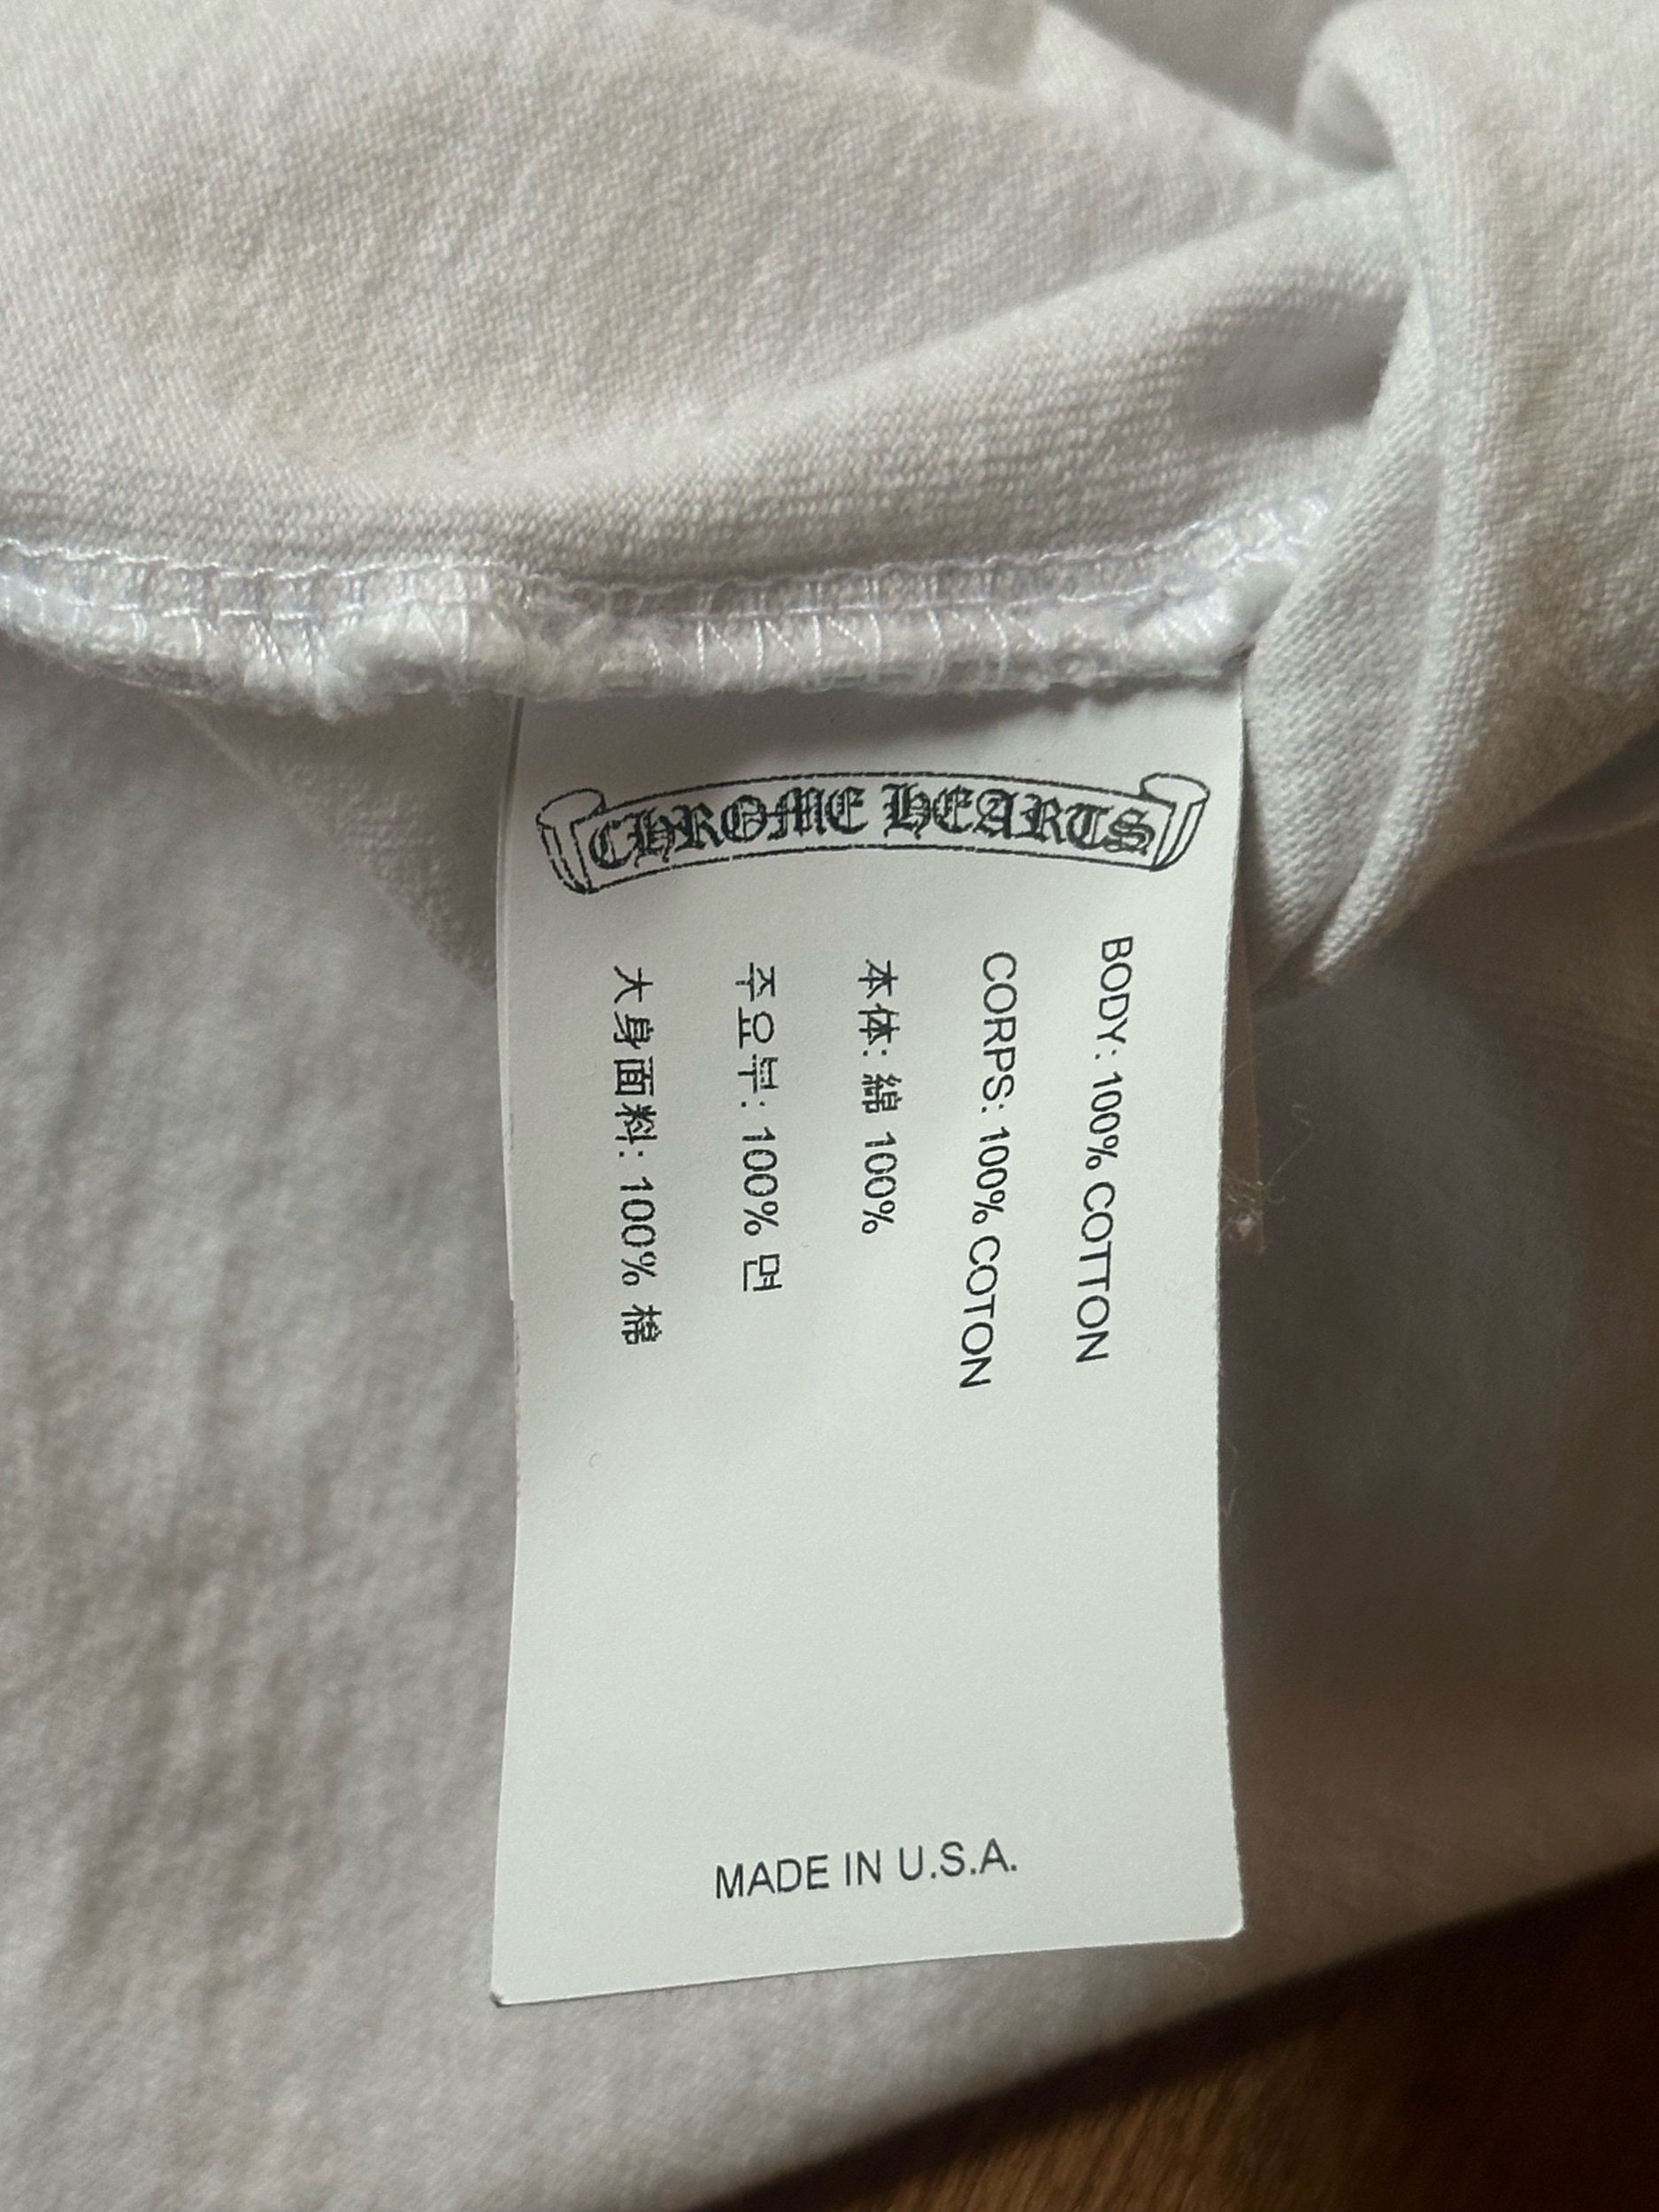 CHROME HEARTS
BODY: 100% COTTON
CORPS: 100% COTON
本体: 綿 100%
주요부: 100% 면
大身面料: 100% 棉
MADE IN U.S.A.